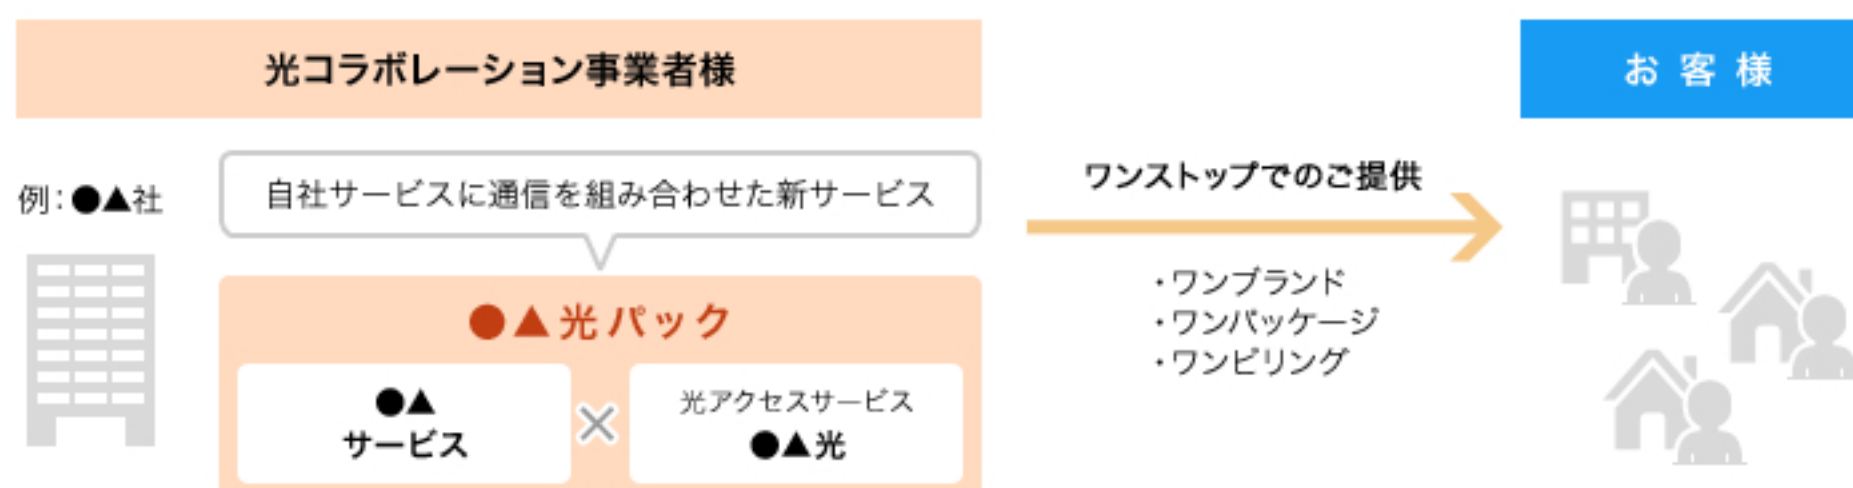 光コラボレーション事業者様
お客様
例：●▲社
自社サービスに通信を組み合わせた新サービス
●▲光パック
●▲
サービス
×
光アクセスサービス
●▲光
ワンストップでのご提供
・ワンブランド
・ワンパッケージ
・ワンビリング